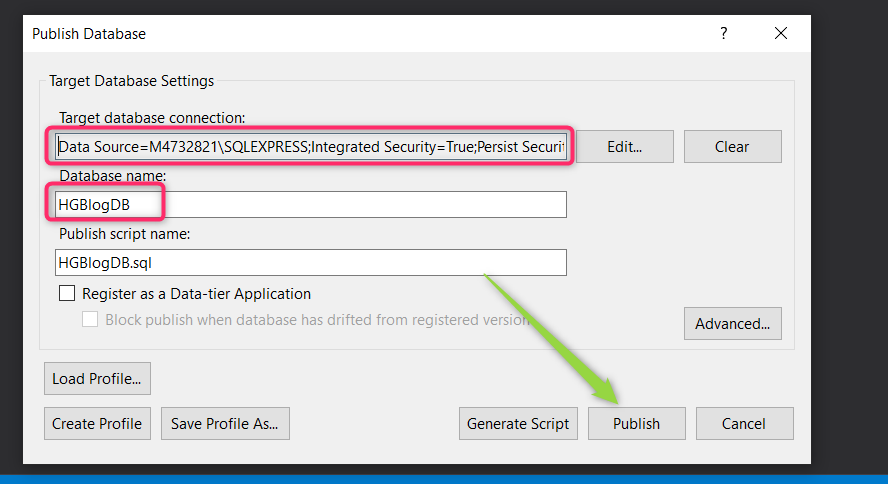 Publish Database
?
Target Database Settings
Target database connection:
Data Source=M4732821\SQLEXPRESS;Integrated Security=True;Persist Securit
Edit...
Clear
Database name:
HGBlogDB
Publish script name:
HGBlogDB.sql
Register as a Data-tier Application
Block publish when database has drifted from registered version
Advanced...
Load Profile...
Create Profile
Save Profile As...
Generate Script
Publish
Cancel